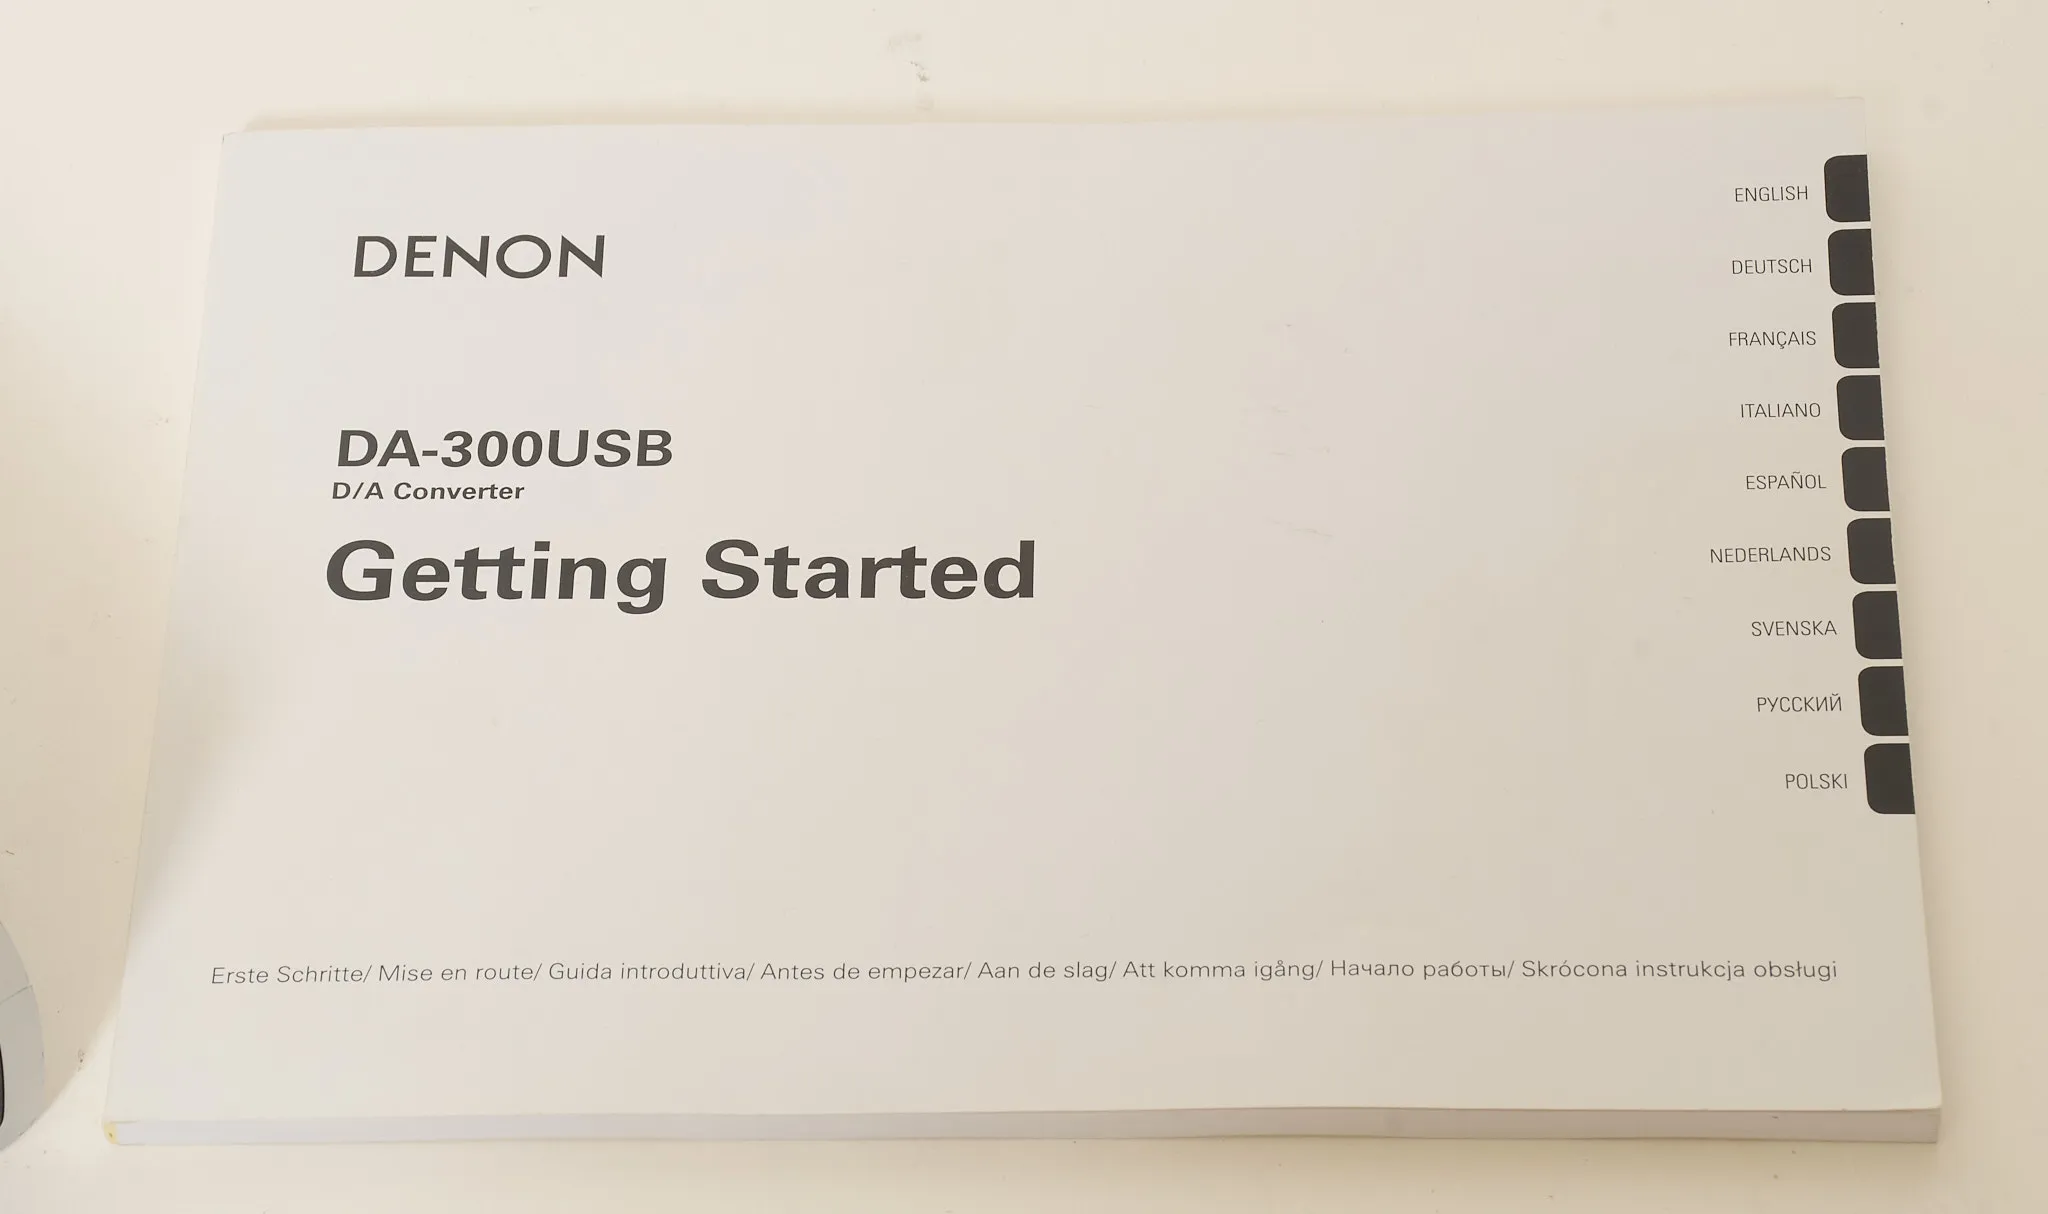 DENON
DA-300USB
D/A Converter
Getting Started
ENGLISH
DEUTSCH
FRANÇAIS
ITALIANO
ESPAÑOL
NEDERLANDS
SVENSKA
РУССКИЙ
POLSKI
Erste Schritte/ Mise en route/ Guida introduttiva/ Antes de empezar/ Aan de slag/ Att komma igång/ Начало работы/ Skrócona instrukcja obsługi